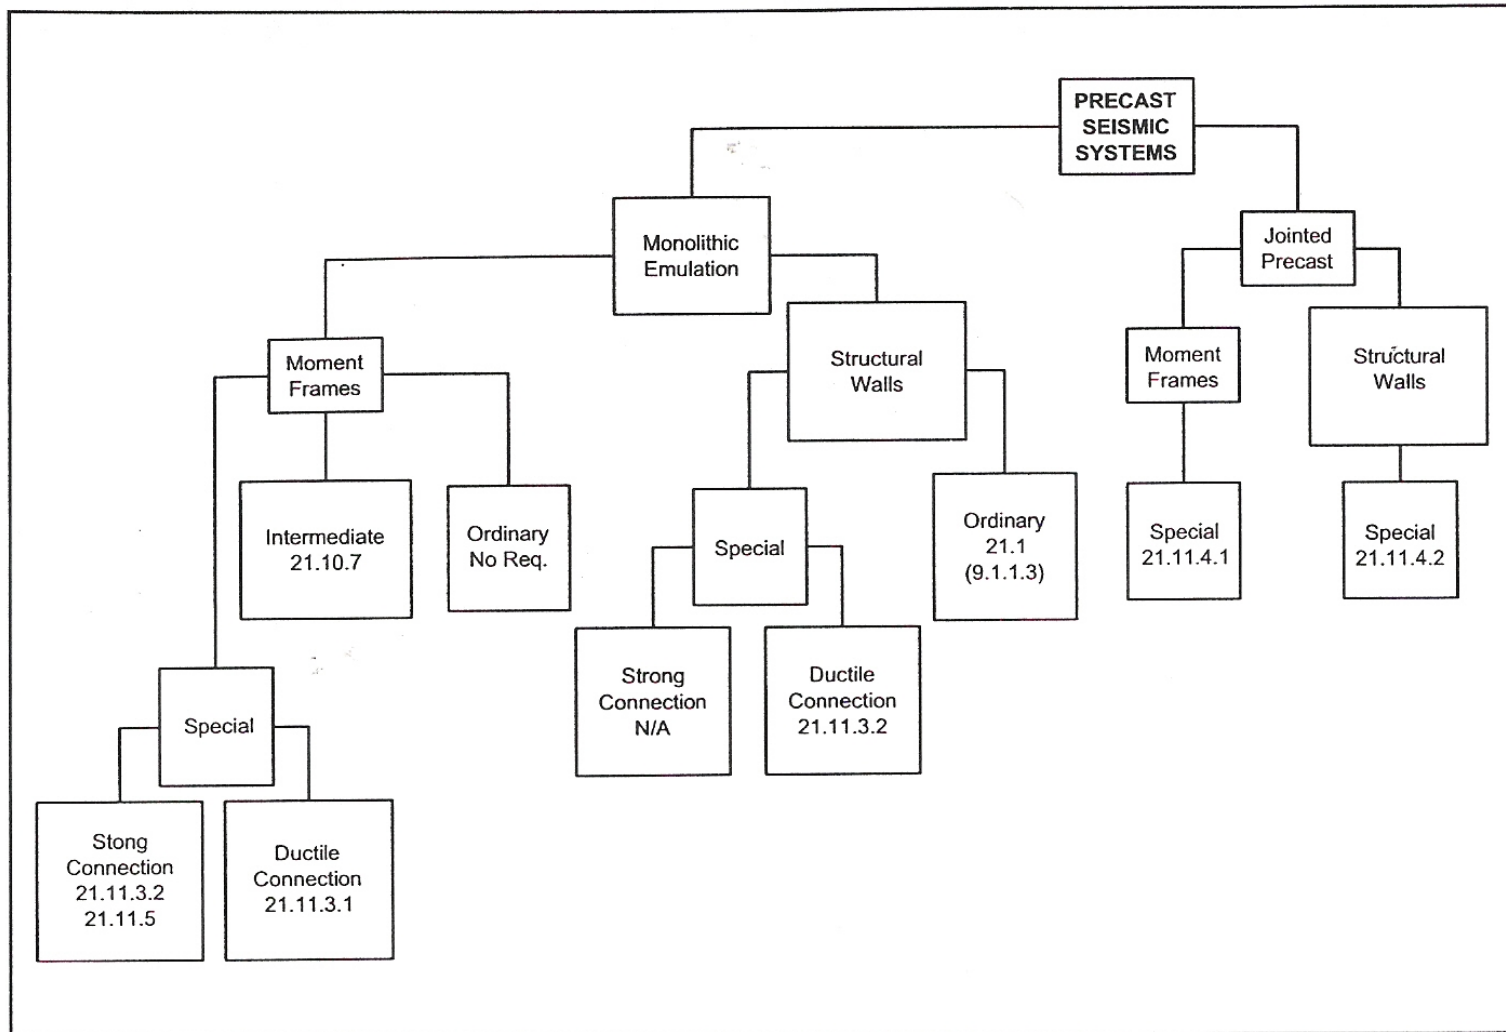 PRECAST
SEISMIC
SYSTEMS
Monolithic
Emulation
Jointed
Precast
Moment
Frames
Structural
Walls
Moment
Frames
Structural
Walls
Intermediate
21.10.7
Ordinary
No Req.
Special
Ordinary
21.1
(9.1.1.3)
Special
21.11.4.1
Special
21.11.4.2
Strong
Connection
N/A
Ductile
Connection
21.11.3.2
Special
Stong
Connection
21.11.3.2
21.11.5
Ductile
Connection
21.11.3.1